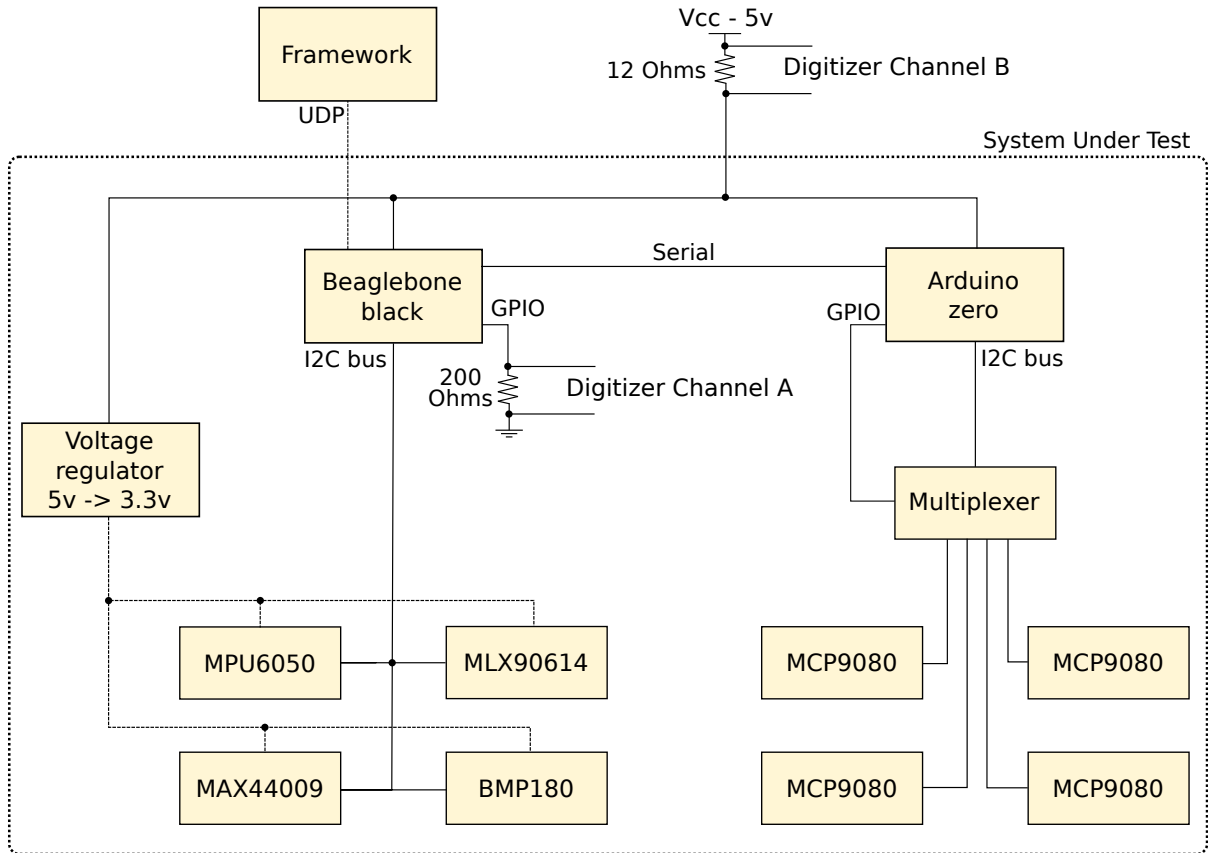 Vcc - 5v
Framework
12 Ohms
Digitizer Channel B
UDP
System Under Test
Serial
Beaglebone
black
Arduino
zero
GPIO
GPIO
I2C bus
I2C bus
200
Ohms
Digitizer Channel A
Voltage
regulator
5v -> 3.3v
Multiplexer
MPU6050
MLX90614
MCP9080
MCP9080
MAX44009
BMP180
MCP9080
MCP9080